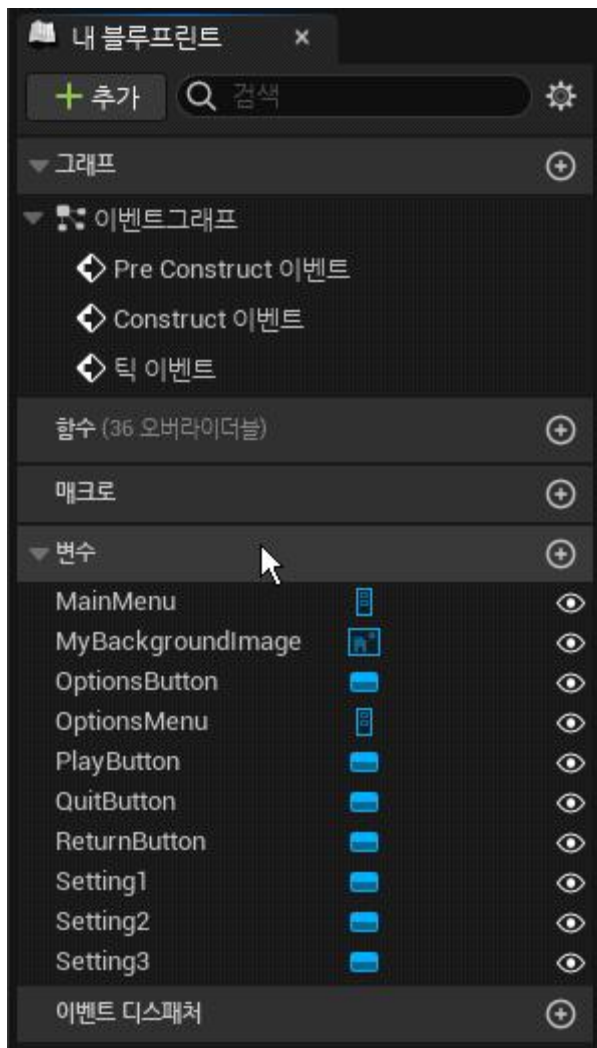 내 블루프린트
추가
검색
그래프
이벤트그래프
Pre Construct 이벤트
Construct 이벤트
틱 이벤트
함수 (36 오버라이더블)
매크로
변수
MainMenu
MyBackgroundImage
OptionsButton
OptionsMenu
PlayButton
QuitButton
ReturnButton
Setting1
Setting2
Setting3
이벤트 디스패처